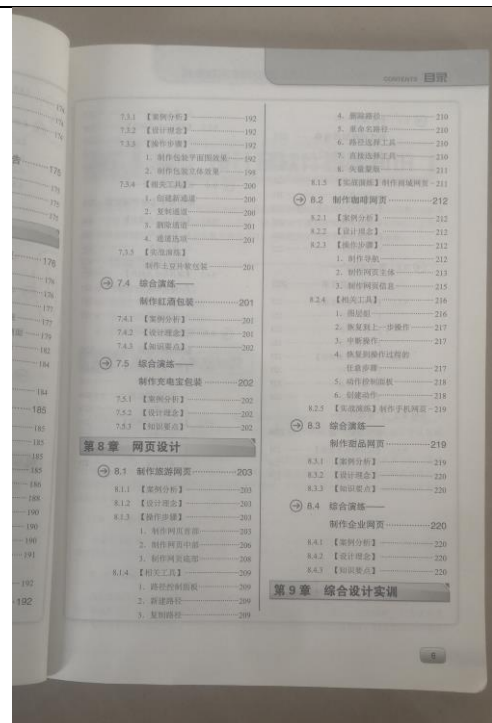 CONTENTS 目录
7.3.1 【案例分析】 192
7.3.2 【设计理念】 192
7.3.3 【操作步骤】 192
1. 制作包装平面图效果 192
2. 制作包装立体效果 198
7.3.4 【相关工具】 200
1. 创建新通道 200
2. 复制通道 200
3. 删除通道 201
4. 通道选项 201
7.3.5 【实战演练】
制作土豆片软包装 201
7.4 综合演练——
制作红酒包装 201
7.4.1 【案例分析】 201
7.4.2 【设计理念】 201
7.4.3 【知识要点】 202
7.5 综合演练——
制作充电宝包装 202
7.5.1 【案例分析】 202
7.5.2 【设计理念】 202
7.5.3 【知识要点】 202
第8章 网页设计
8.1 制作旅游网页 203
8.1.1 【案例分析】 203
8.1.2 【设计理念】 203
8.1.3 【操作步骤】 203
1. 制作网页首部 203
2. 制作网页中部 206
3. 制作网页底部 208
8.1.4 【相关工具】 209
1. 路径控制面板 209
2. 新建路径 209
3. 复制路径 209
4. 删除路径 210
5. 重命名路径 210
6. 路径选择工具 210
7. 直接选择工具 210
8. 矢量蒙版 211
8.1.5 【实战演练】制作商城网页 211
8.2 制作咖啡网页 212
8.2.1 【案例分析】 212
8.2.2 【设计理念】 212
8.2.3 【操作步骤】 212
1. 制作导航 212
2. 制作网页主体 213
3. 制作网页信息 215
8.2.4 【相关工具】 216
1. 图层组 216
2. 恢复到上一步操作 217
3. 中断操作 217
4. 恢复到操作过程的
任意步骤 217
5. 动作控制面板 218
6. 创建动作 218
8.2.5 【实战演练】制作手机网页 219
8.3 综合演练——
制作甜品网页 219
8.3.1 【案例分析】 219
8.3.2 【设计理念】 220
8.3.3 【知识要点】 220
8.4 综合演练——
制作企业网页 220
8.4.1 【案例分析】 220
8.4.2 【设计理念】 220
8.4.3 【知识要点】 220
第9章 综合设计实训